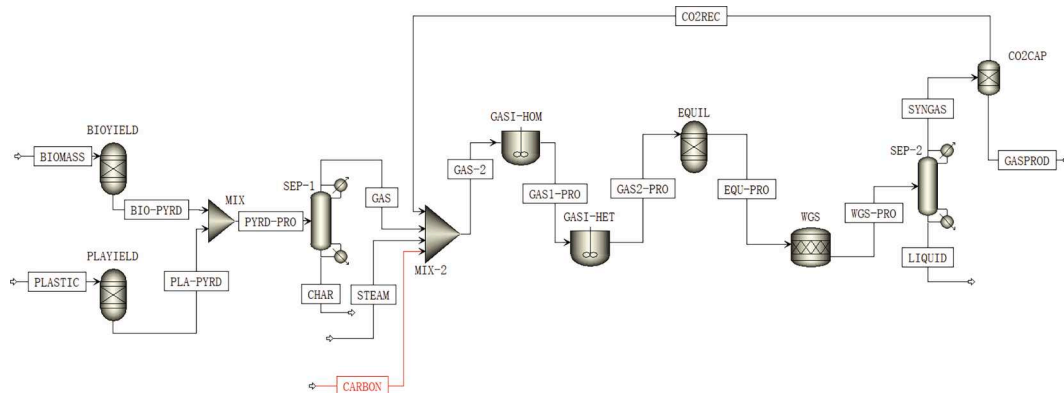 CO2REC
CO2CAP
SYNGAS
GASI-HOM
EQUIL
BIOYIELD
SEP-2
BIOMASS
GAS-2
GASPROD
SEP-1
GAS
GAS1-PRO
GAS2-PRO
EQU-PRO
BIO-PYRD
MIX
PYRD-PRO
WGS
WGS-PRO
GASI-HET
PLAYIELD
MIX-2
LIQUID
PLASTIC
PLA-PYRD
CHAR
STEAM
CARBON